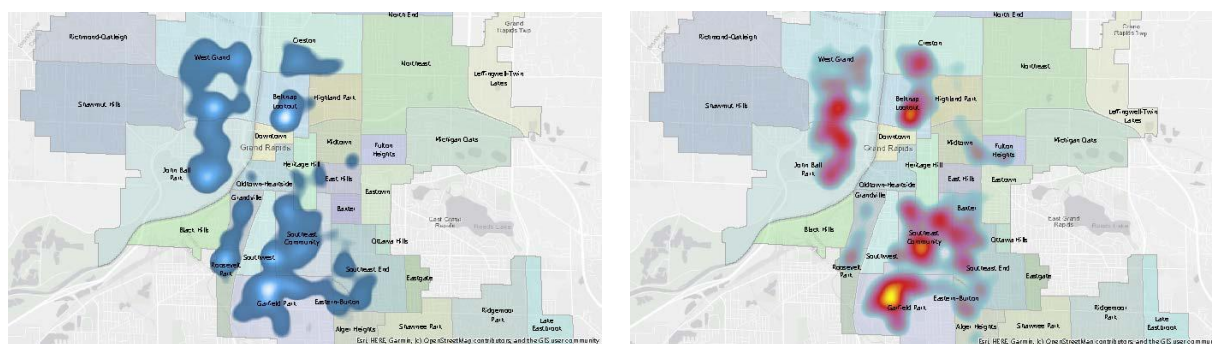 North End
Grand
Rapids Twp
Richmond-Oakleigh
Creston
West Grand
Northeast
Leffingwell-Twin
Lakes
Shawmut Hills
Belknap
Lookout
Highland Park
Downtown
Grand Rapids
Midtown
Fulton
Heights
Michigan Oaks
John Ball
Park
Heritage Hill
East Hills
Eastown
Oldtown-Heartside
Grandville
Baxter
East Grand
Rapids
Black Hills
Southeast
Community
Ottawa Hills
Southwest
Roosevelt
Park
Southeast End
Eastgate
Garfield Park
Eastern-Burton
Ridgemoor
Park
Alger Heights
Shawnee Park
Lake
Eastbrook
Esri, HERE, Garmin, (c) OpenStreetMap contributors, and the GIS user community
North End
Grand
Rapids Twp
Richmond-Oakleigh
Creston
West Grand
Northeast
Leffingwell-Twin
Lakes
Shawmut Hills
Belknap
Lookout
Highland Park
Downtown
Grand Rapids
Midtown
Fulton
Heights
Michigan Oaks
John Ball
Park
Heritage Hill
East Hills
Eastown
Oldtown-Heartside
Grandville
Baxter
East Grand
Rapids
Black Hills
Southeast
Community
Ottawa Hills
Southwest
Roosevelt
Park
Southeast End
Eastgate
Garfield Park
Eastern-Burton
Ridgemoor
Park
Alger Heights
Shawnee Park
Lake
Eastbrook
Esri, HERE, Garmin, (c) OpenStreetMap contributors, and the GIS user community